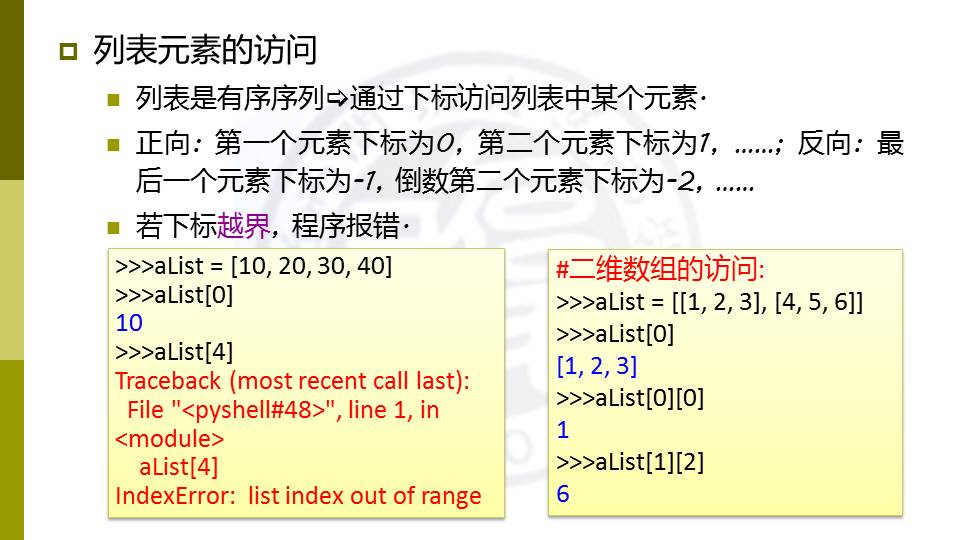 列表元素的访问
列表是有序序列⇨通过下标访问列表中某个元素.
正向：第一个元素下标为0，第二个元素下标为1，……；反向：最
后一个元素下标为-1，倒数第二个元素下标为-2，……
若下标越界，程序报错.
>>>aList = [10, 20, 30, 40]
>>>aList[0]
10
>>>aList[4]
Traceback (most recent call last):
  File "<pyshell#48>", line 1, in
<module>
    aList[4]
IndexError:  list index out of range
#二维数组的访问:
>>>aList = [[1, 2, 3], [4, 5, 6]]
>>>aList[0]
[1, 2, 3]
>>>aList[0][0]
1
>>>aList[1][2]
6